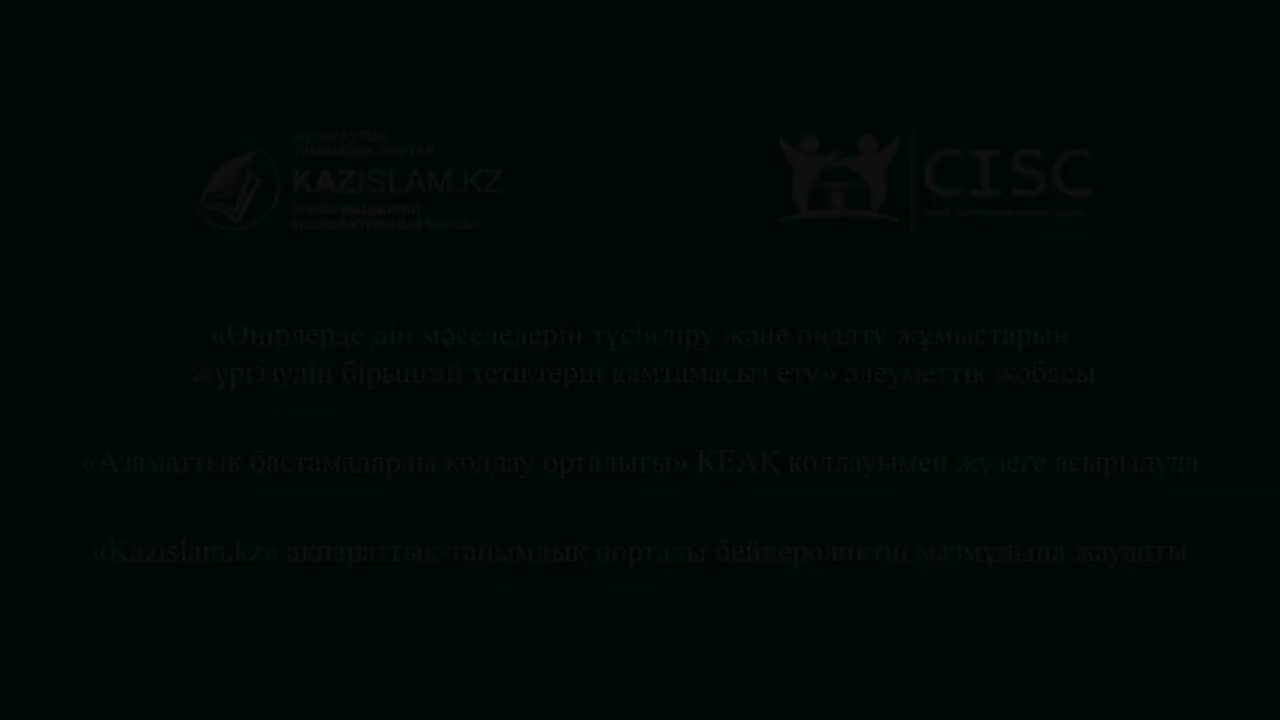 KAZISLAM.KZ
CISC
«Өңірлерде дін мәселелерін түсіндіру және оңалту жұмыстарын
жүргізудің бірыңғай тетіктерін қамтамасыз ету» әлеуметтік жобасы
«Азаматтық бастамаларды қолдау орталығы» КЕАҚ қолдауымен жүзеге асырылуда
«Kazislam.kz» ақпараттық-танымдық порталы бейнероликтің мазмұнына жауапты